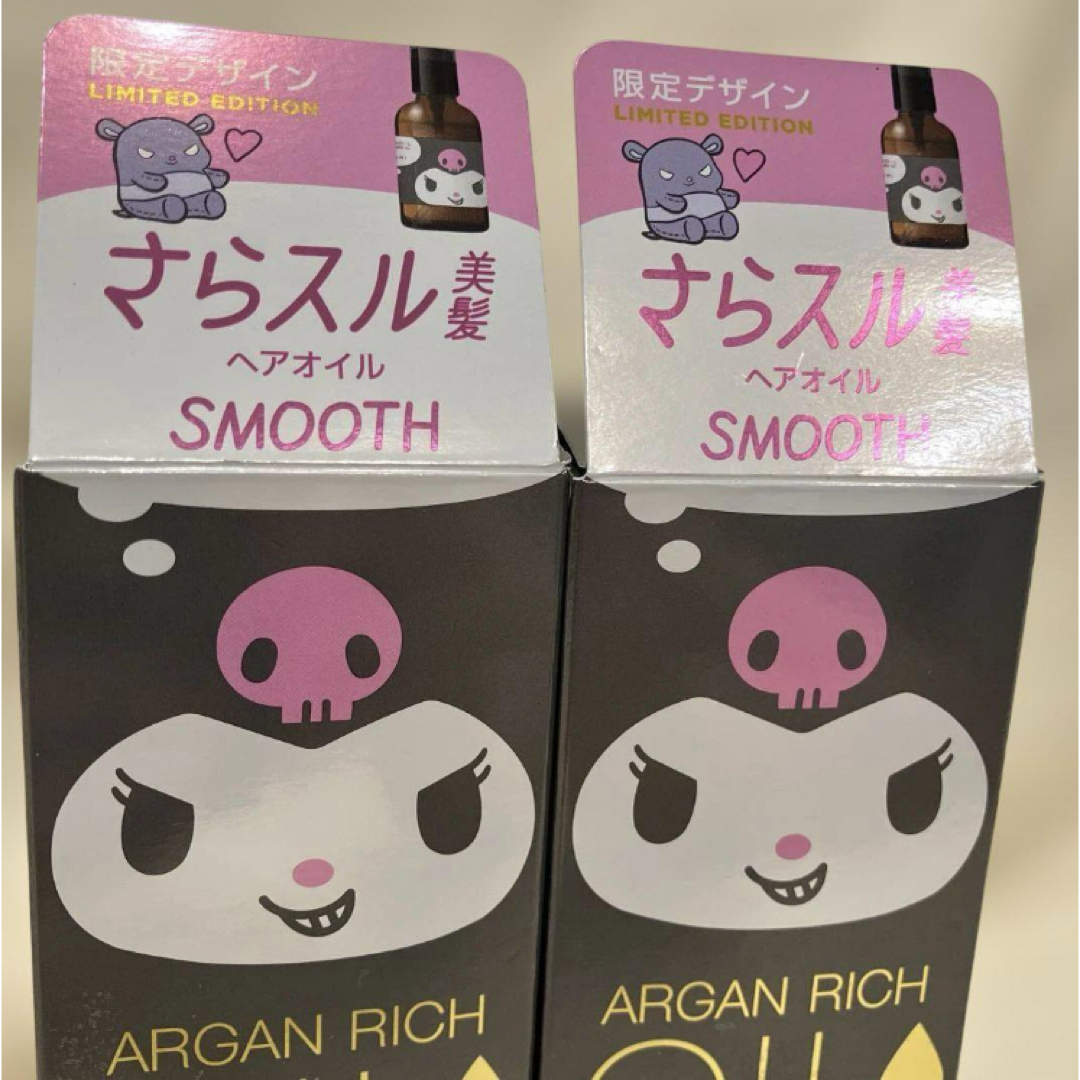 限定デザイン
LIMITED EDITION
さらスル美髪
ヘアオイル
SMOOTH
ARGAN RICH
限定デザイン
LIMITED EDITION
さらスル美髪
ヘアオイル
SMOOTH
ARGAN RICH